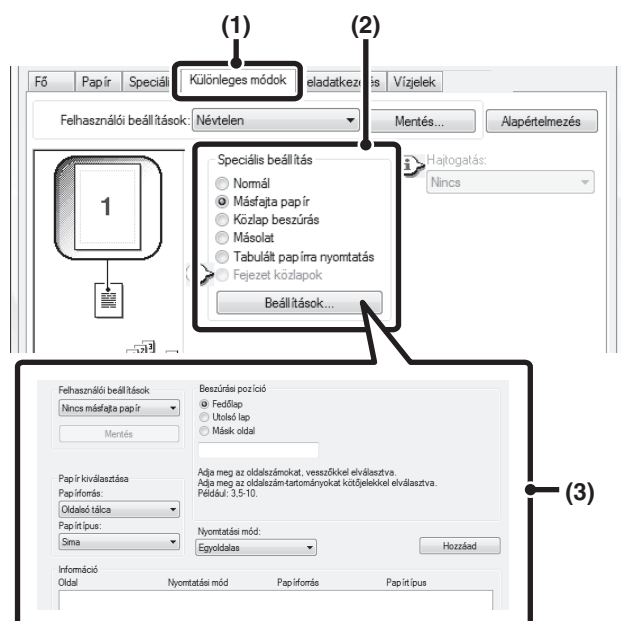 (1) (2)
Fő Papír Speciáli Különleges módok eladatkezelés Vízjelek
Felhasználói beállítások: Névtelen Mentés... Alapértelmezés
Speciális beállítás Hajtogatás:
Normál Nincs
1 Másfajta papír
Közlap beszúrás
Másolat
Tabulált papírra nyomtatás
Fejezet közlapok
Beállítások...
1 2 3
Felhasználói beállítások Beszúrási pozíció
Nincs másfajta papír Fedőlap
Utolsó lap
Mentés Másik oldal
Adja meg az oldalszámokat, vesszőkkel elválasztva.
Papír kiválasztása Adja meg az oldalszám-tartományokat kötőjelekkel elválasztva.
Papírforrás: Például: 3,5-10.
(3)
Oldalsó tálca
Papírtípus: Nyomtatási mód:
Sima Egyoldalas Hozzáad
Információ
Oldal Nyomtatási mód Papírforrás Papírtípus